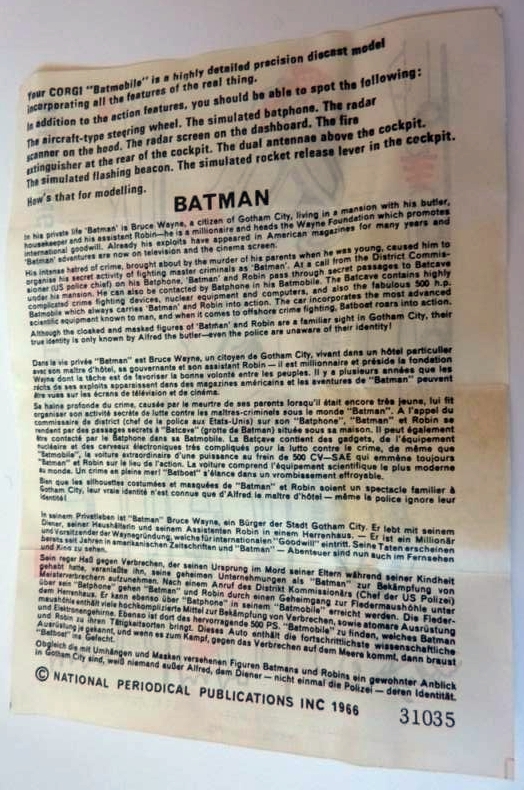 Your CORGI "Batmobile" is a highly detailed precision diecast model
incorporating all the features of the real thing.
In addition to the action features, you should be able to spot the following:
The aircraft-type steering wheel. The simulated batphone. The radar
scanner on the hood. The radar screen on the dashboard. The fire
extinguisher at the rear of the cockpit. The dual antennae above the cockpit.
The simulated flashing beacon. The simulated rocket release lever in the cockpit.
How's that for modelling.
BATMAN
In his private life 'Batman' is Bruce Wayne, a citizen of Gotham City, living in a mansion with his butler,
housekeeper and his assistant Robin—he is a millionaire and heads the Wayne Foundation which promotes
international goodwill. Already his exploits have appeared in American magazines for many years and
'Batman' adventures are now on television and the cinema screen.
His intense hatred of crime, brought about by the murder of his parents when he was young, caused him to
organise his secret activity of fighting master criminals as 'Batman'. At a call from the District Commis-
sioner (US police chief) on his Batphone, 'Batman' and Robin pass through secret passages to Batcave
under his mansion. He can also be contacted by Batphone in his Batmobile. The Batcave contains highly
complicated crime fighting devices, nuclear equipment and computers, and also the fabulous 500 h.p.
Batmobile which always carries 'Batman' and Robin into action. The car incorporates the most advanced
scientific equipment known to man, and when it comes to offshore crime fighting, Batboat roars into action.
Although the cloaked and masked figures of 'Batman' and Robin are a familiar sight in Gotham City, their
true identity is only known by Alfred the butler—even the police are unaware of their identity!
Dans la vie privée "Batman" est Bruce Wayne, un citoyen de Gotham City, vivant dans un hôtel particulier
avec son maître d'hôtel, sa gouvernante et son assistant Robin — il est millionaire et préside la fondation
Wayne dont la tâche est de favoriser la bonne volonté entre les peuples. Il y a plusieurs années que les
récits de ses exploits apparaissent dans des magazines américains et les aventures de "Batman" peuvent
être vues sur les écrans de télévision et de cinéma.
Sa haine profonde du crime, causée par le meurtre de ses parents lorsqu'il était encore très jeune, lui fit
organiser son activité secrète de lutte contre les maîtres-criminels sous le monde "Batman". A l'appel du
commissaire de district (chef de la police aux Etats-Unis) sur son "Batphone", "Batman" et Robin se
rendent par des passages secrets à "Batcave" (grotte de Batman) située sous sa maison. Il peut également
être contacté par le Batphone dans sa Batmobile. La Batçave contient des gadgets, de l'équipement
nucléaire et des cerveaux électroniques très compliqués pour la lutto contre le crime, de même que
"Batmobile", la voiture extraordinaire d'une puissance au frein de 500 CV—SAE qui emmène toujours
"Batman" et Robin sur le lieu de l'action. La voiture comprend l'équipement scientifique le plus moderne
au monde. Un crime en pleine mer! "Batboet" s'élance dans un vrombissement effroyable.
Bien que les silhouettes costumées et masquées de "Batman" et Robin soient un spectacle familier à
Gotham City, leur vraie identité n'est connue que d'Alfred le maître d'hôtel — même la police ignore leur
identité!
In seinem Privatleben ist "Batman" Bruce Wayne, ein Bürger der Stadt Gotham City. Er lebt mit seinem
Diener, seiner Haushälterin und seinem Assistenten Robin in einem Herrenhaus. — Er ist ein Millionär
und Vorsitzender der Waynegründung, welche für internationalen "Goodwill" eintritt. Seine Taten erscheinen
bereits seit Jahren in amerikanischen Zeitschriften und "Batman" — Abenteuer sind nun auch im Fernsehen
und Kino zu sehen.
Sein reger Haß gegen Verbrechen, der seinen Ursprung im Mord seiner Eltern während seiner Kindheit
gehabt hatte, veranlaßte ihn, seine geheimen Unternehmungen als "Batman" zur Bekämpfung von
Meisterverbrechern aufzunehmen. Nach einem Anruf des District Kommissionärs (Chef der US Polizei)
über sein "Batphone" gehen "Batman" und Robin durch einen Geheimgang zur Fledermaushöhle unter
dem Herrenhaus. Er kann ebenso über "Batphone" in seinem "Batmobile" erreicht werden. Die Fleder-
maushöhle enthält viele hochkomplizierte Mittel zur Bekämpfung von Verbrechen, sowie atomare Ausrüstung
und Elektronengehirne. Ebenso ist dort das hervorragende 500 PS. "Batmobile" zu finden, welches Batman
und Robin zu ihren Tätigkeitsorten bringt. Dieses Auto enthält die fortschrittlichste wissenschaftliche
Ausrüstung je gekannt, und wenn es zum Kampf, gegen das Verbrechen auf dem Meere kommt, dann braust
"Batboat" ins Gefecht.
Obgleich die mit Umhängen und Masken versehenen Figuren Batmans und Robins ein gewohnter Anblick
in Gotham City sind, weiß niemand außer Alfred, dem Diener — nicht einmal die Polizei — deren Identität.
© NATIONAL PERIODICAL PUBLICATIONS INC 1966
31035